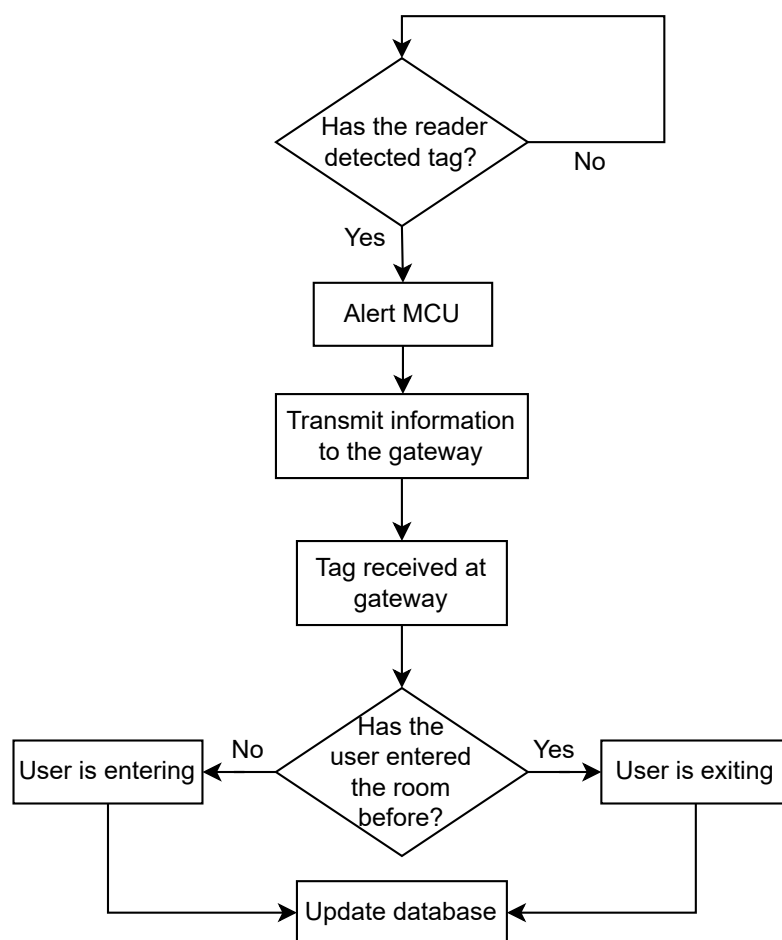 Has the reader
detected tag?
No
Yes
Alert MCU
Transmit information
to the gateway
Tag received at
gateway
Has the
user entered
the room
before?
No
Yes
User is entering
User is exiting
Update database